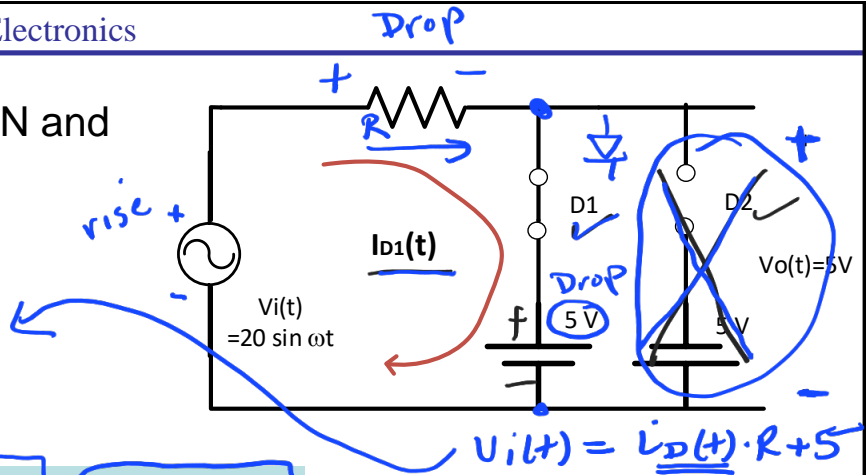 Electronics
Drop
+ −
N and
R
rise +
−
D1
D2
+
ID1(t)
Drop
Vo(t)=5V
Vi(t)
=20 sin ωt
+ 5 V
5 V
−
−
Vi(t) = iD(t)·R+5